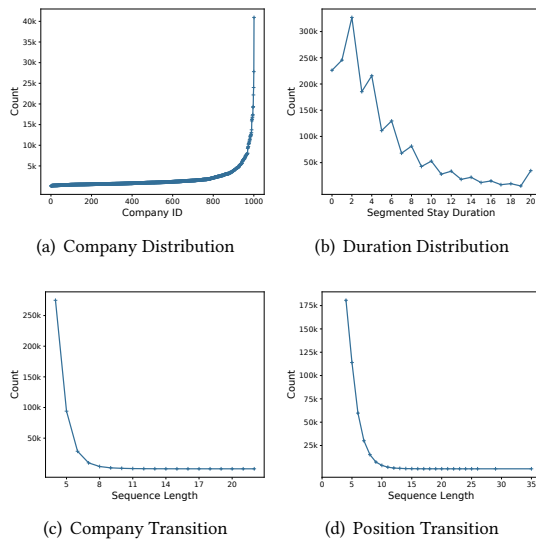 40k
35k
30k
25k
20k
15k
10k
5k
Count
0 200 400 600 800 1000
Company ID
(a) Company Distribution
300k
250k
200k
150k
100k
50k
Count
0 2 4 6 8 10 12 14 16 18 20
Segmented Stay Duration
(b) Duration Distribution
250k
200k
150k
100k
50k
Count
5 8 11 14 17 20
Sequence Length
(c) Company Transition
175k
150k
125k
100k
75k
50k
25k
Count
0 5 10 15 20 25 30 35
Sequence Length
(d) Position Transition